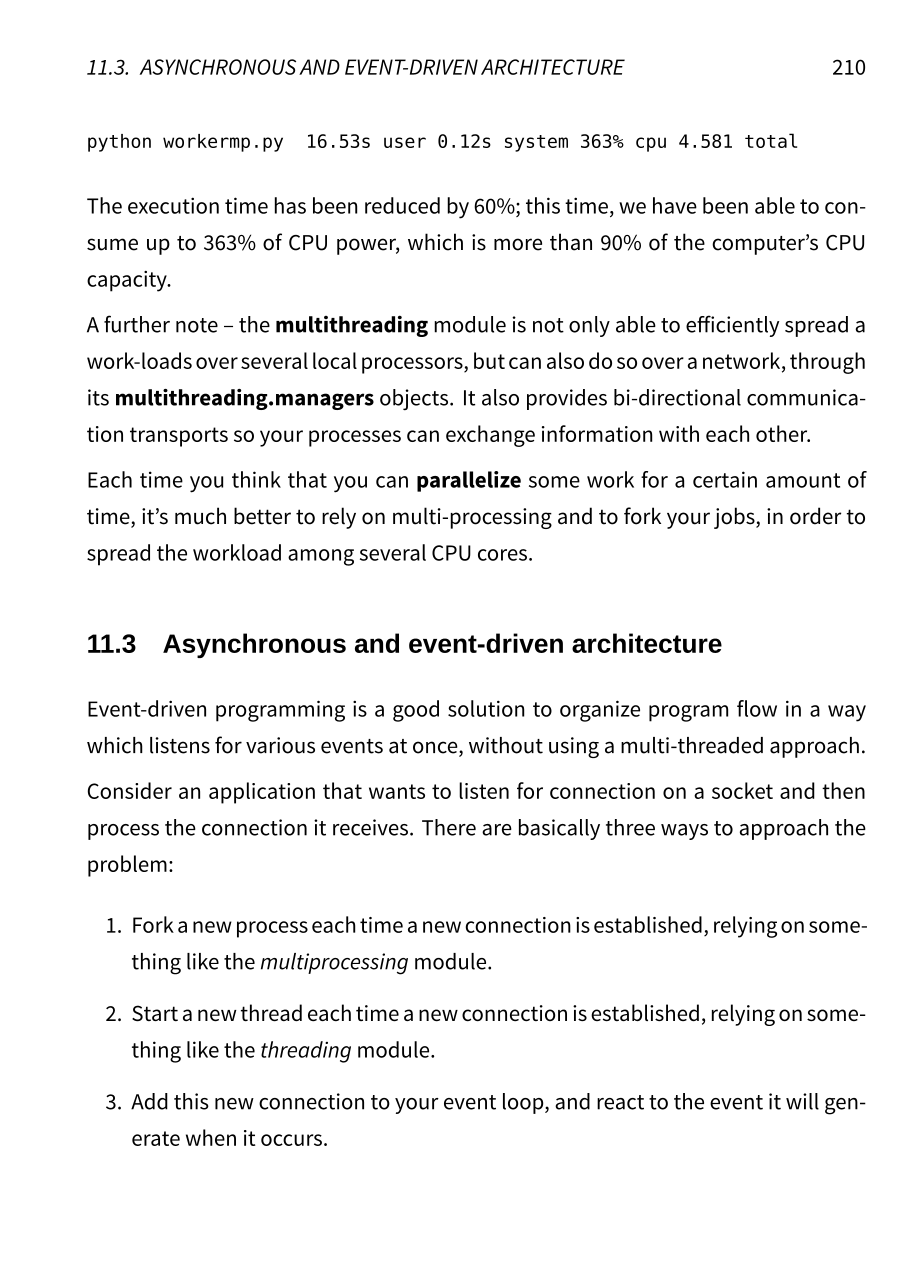 11.3. ASYNCHRONOUS AND EVENT-DRIVEN ARCHITECTURE 210
python workermp.py  16.53s user 0.12s system 363% cpu 4.581 total
The execution time has been reduced by 60%; this time, we have been able to con-
sume up to 363% of CPU power, which is more than 90% of the computer’s CPU
capacity.
A further note – the multithreading module is not only able to efficiently spread a
work-loads over several local processors, but can also do so over a network, through
its multithreading.managers objects. It also provides bi-directional communica-
tion transports so your processes can exchange information with each other.
Each time you think that you can parallelize some work for a certain amount of
time, it’s much better to rely on multi-processing and to fork your jobs, in order to
spread the workload among several CPU cores.
11.3 Asynchronous and event-driven architecture
Event-driven programming is a good solution to organize program flow in a way
which listens for various events at once, without using a multi-threaded approach.
Consider an application that wants to listen for connection on a socket and then
process the connection it receives. There are basically three ways to approach the
problem:
1. Fork a new process each time a new connection is established, relying on some-
thing like the multiprocessing module.
2. Start a new thread each time a new connection is established, relying on some-
thing like the threading module.
3. Add this new connection to your event loop, and react to the event it will gen-
erate when it occurs.